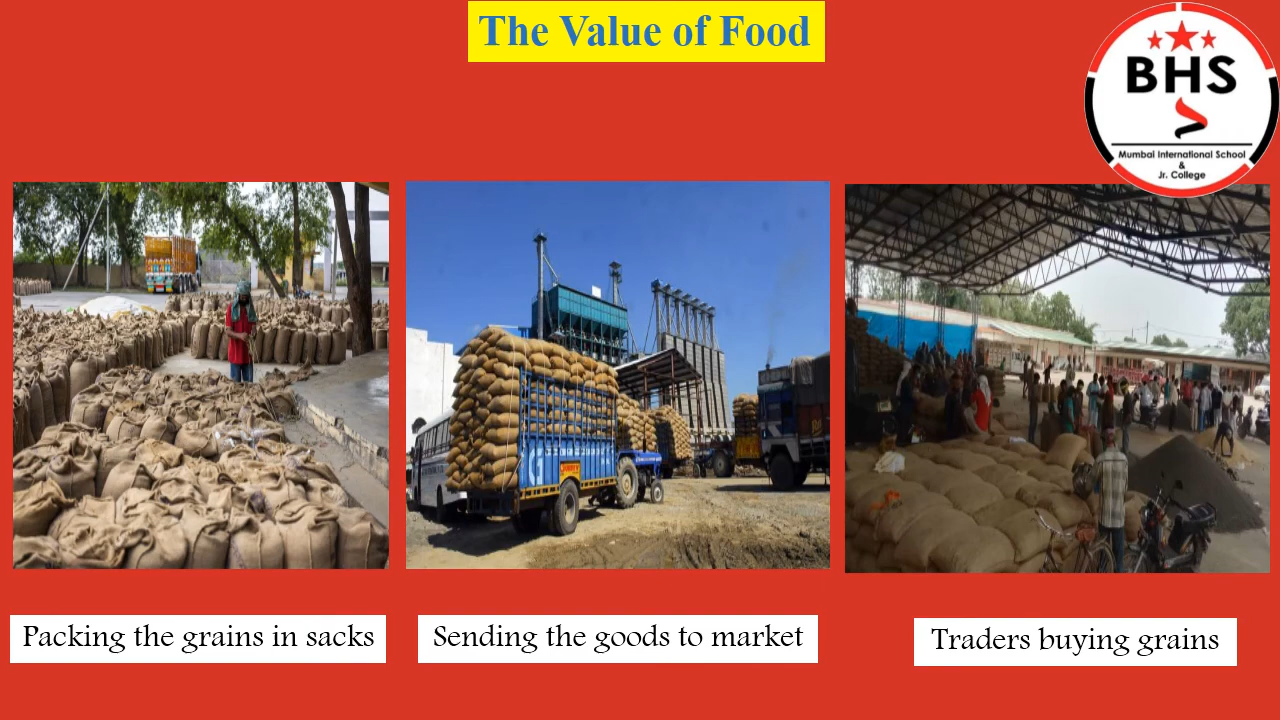 The Value of Food
BHS
Mumbai International School
&
Jr. College
Packing the grains in sacks
Sending the goods to market
Traders buying grains